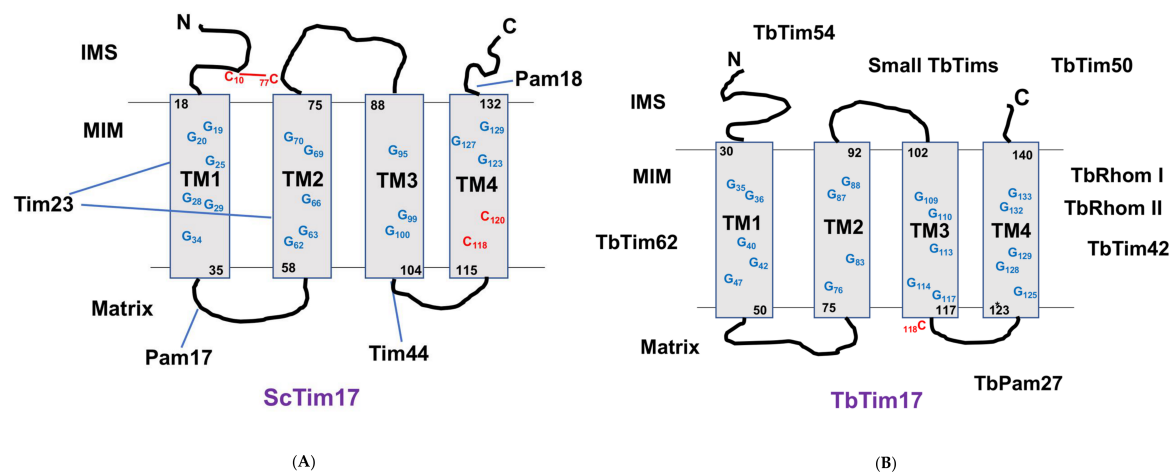 N
C
IMS
C10
77C
Pam18
18
75
88
132
MIM
G19
G20
G25
G70
G69
G95
G129
G127
G123
TM1
TM2
TM3
TM4
Tim23
G28
G29
G66
G99
G100
C120
G34
G63
G62
C118
35
58
104
115
Matrix
Pam17
Tim44
ScTim17
(A)
TbTim54
N
Small TbTims
TbTim50
IMS
C
30
92
102
140
MIM
G35
G36
G88
G87
G109
G110
G133
G132
TbRhom I
TbRhom II
TM1
TM2
TM3
TM4
TbTim62
TbTim42
G40
G42
G47
G83
G76
G113
G114
G117
G129
G128
G125
50
75
117
*
123
118C
Matrix
TbPam27
TbTim17
(B)